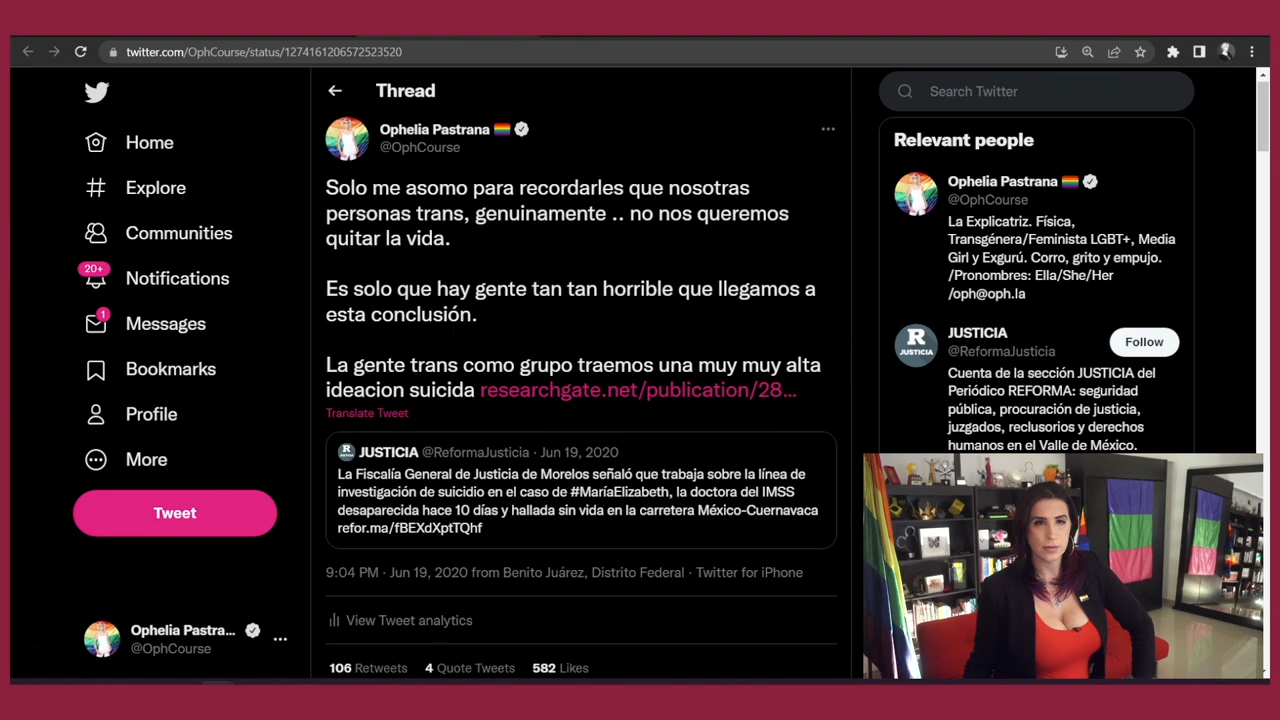 twitter.com/OphCourse/status/1274161206572523520
Home
Explore
Communities
20+
Notifications
1
Messages
Bookmarks
Profile
More
Tweet
Ophelia Pastra...
@OphCourse
Thread
Ophelia Pastrana
@OphCourse
Solo me asomo para recordarles que nosotras
personas trans, genuinamente .. no nos queremos
quitar la vida.
Es solo que hay gente tan tan horrible que llegamos a
esta conclusión.
La gente trans como grupo traemos una muy muy alta
ideacion suicida researchgate.net/publication/28...
Translate Tweet
R JUSTICIA @ReformaJusticia · Jun 19, 2020
La Fiscalía General de Justicia de Morelos señaló que trabaja sobre la línea de
investigación de suicidio en el caso de #MaríaElizabeth, la doctora del IMSS
desaparecida hace 10 días y hallada sin vida en la carretera México-Cuernavaca
refor.ma/fBEXdXptTQhf
9:04 PM · Jun 19, 2020 from Benito Juárez, Distrito Federal · Twitter for iPhone
View Tweet analytics
106 Retweets 4 Quote Tweets 582 Likes
Search Twitter
Relevant people
Ophelia Pastrana
@OphCourse
La Explicatriz. Física,
Transgénera/Feminista LGBT+, Media
Girl y Exgurú. Corro, grito y empujo.
/Pronombres: Ella/She/Her
/oph@oph.la
R
JUSTICIA
JUSTICIA
@ReformaJusticia
Follow
Cuenta de la sección JUSTICIA del
Periódico REFORMA: seguridad
pública, procuración de justicia,
juzgados, reclusorios y derechos
humanos en el Valle de México.